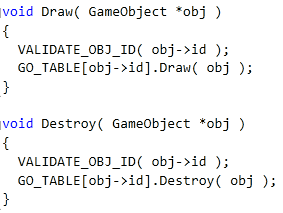 void Draw( GameObject *obj )
{
VALIDATE_OBJ_ID( obj->id );
GO_TABLE[obj->id].Draw( obj );
}
void Destroy( GameObject *obj )
{
VALIDATE_OBJ_ID( obj->id );
GO_TABLE[obj->id].Destroy( obj );
}